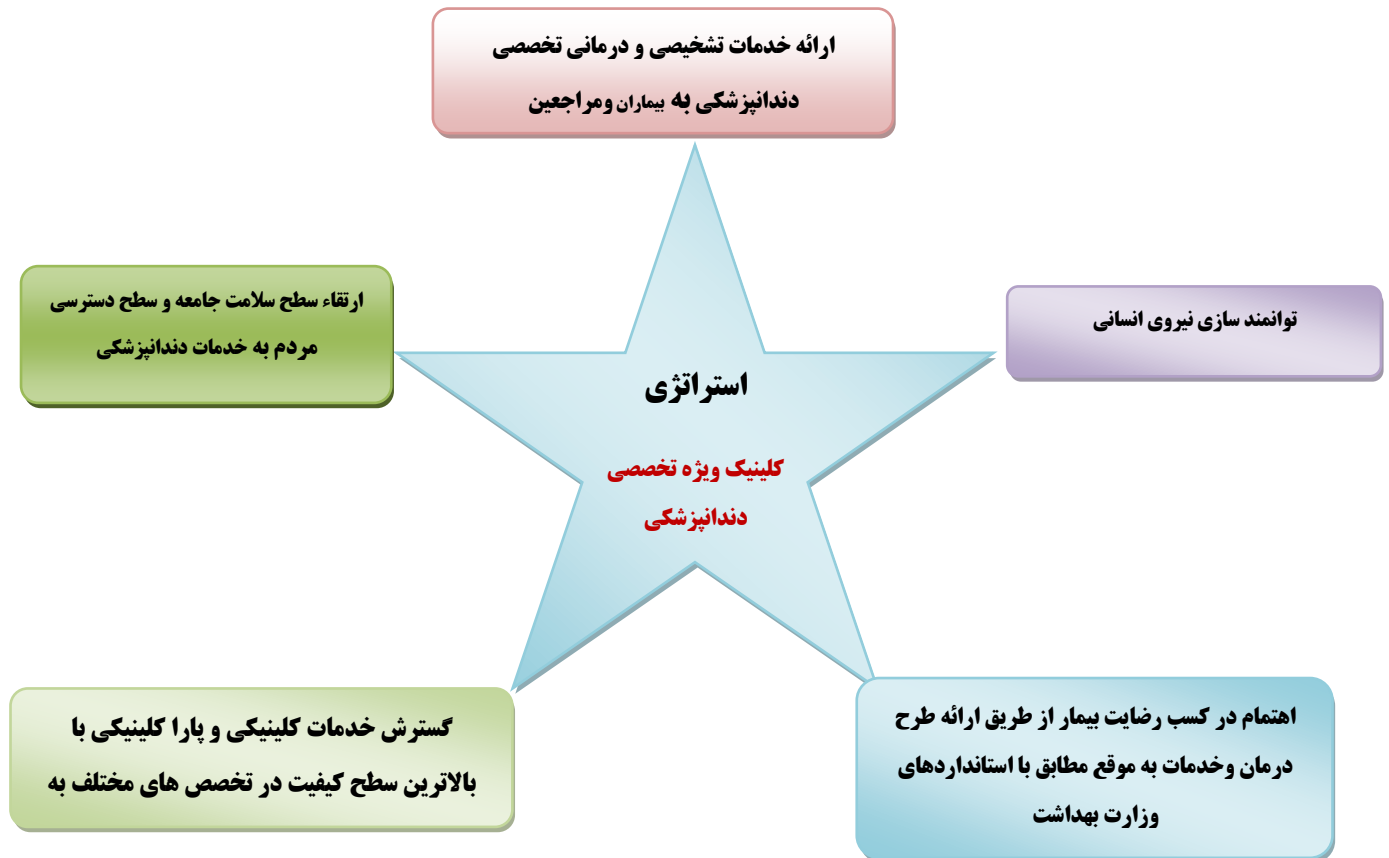 ارائه خدمات تشخیصی و درمانی تخصصی
دندانپزشکی به بیماران ومراجعین
توانمند سازی نیروی انسانی
ارتقاء سطح سلامت جامعه و سطح دسترسی
مردم به خدمات دندانپزشکی
استراتژی
کلینیک ویژه تخصصی
دندانپزشکی
اهتمام در کسب رضایت بیمار از طریق ارائه طرح
درمان وخدمات به موقع مطابق با استانداردهای
وزارت بهداشت
گسترش خدمات کلینیکی و پارا کلینیکی با
بالاترین سطح کیفیت در تخصص های مختلف به